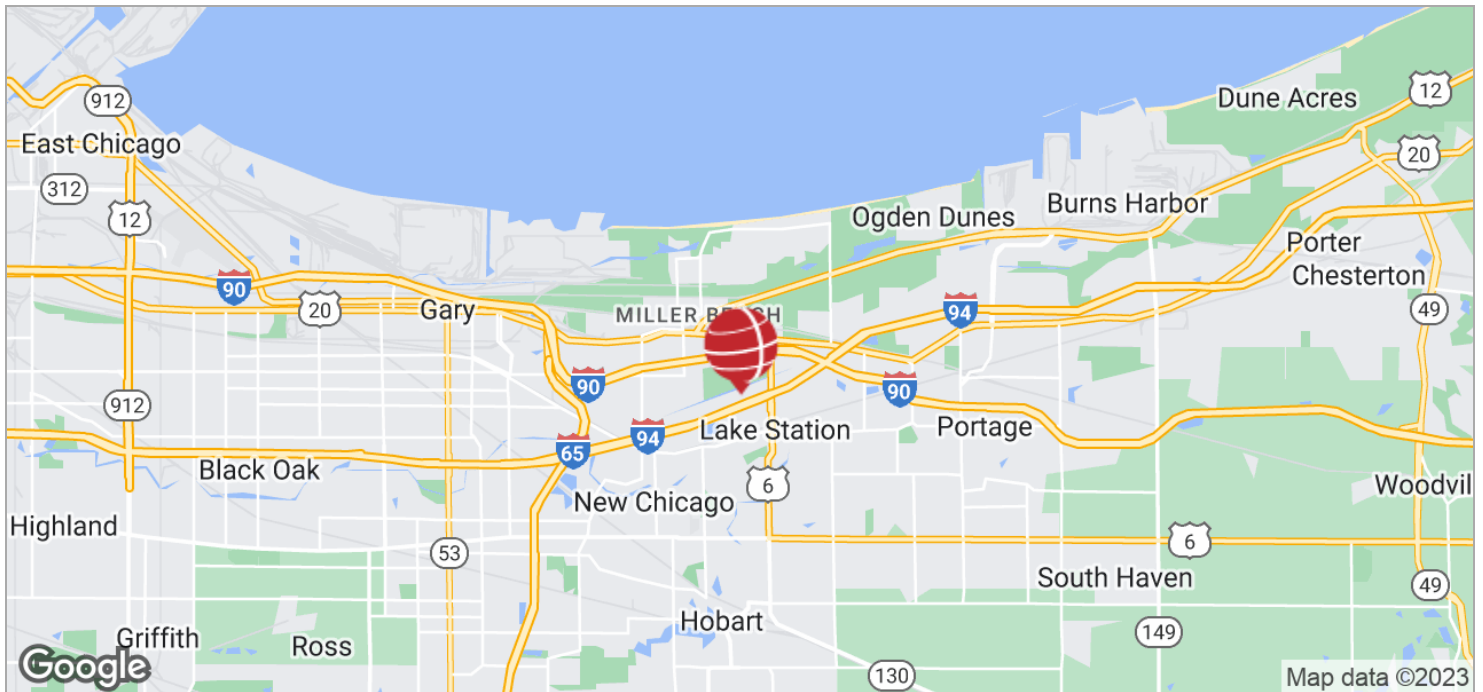 912
12
Dune Acres
East Chicago
20
312
12
Ogden Dunes
Burns Harbor
Porter
Chesterton
90
20
Gary
MILLER BEACH
94
49
90
90
912
94
Lake Station
Portage
65
Black Oak
6
Woodvil
New Chicago
Highland
53
6
South Haven
49
Hobart
149
Griffith
Ross
Google
130
Map data ©2023